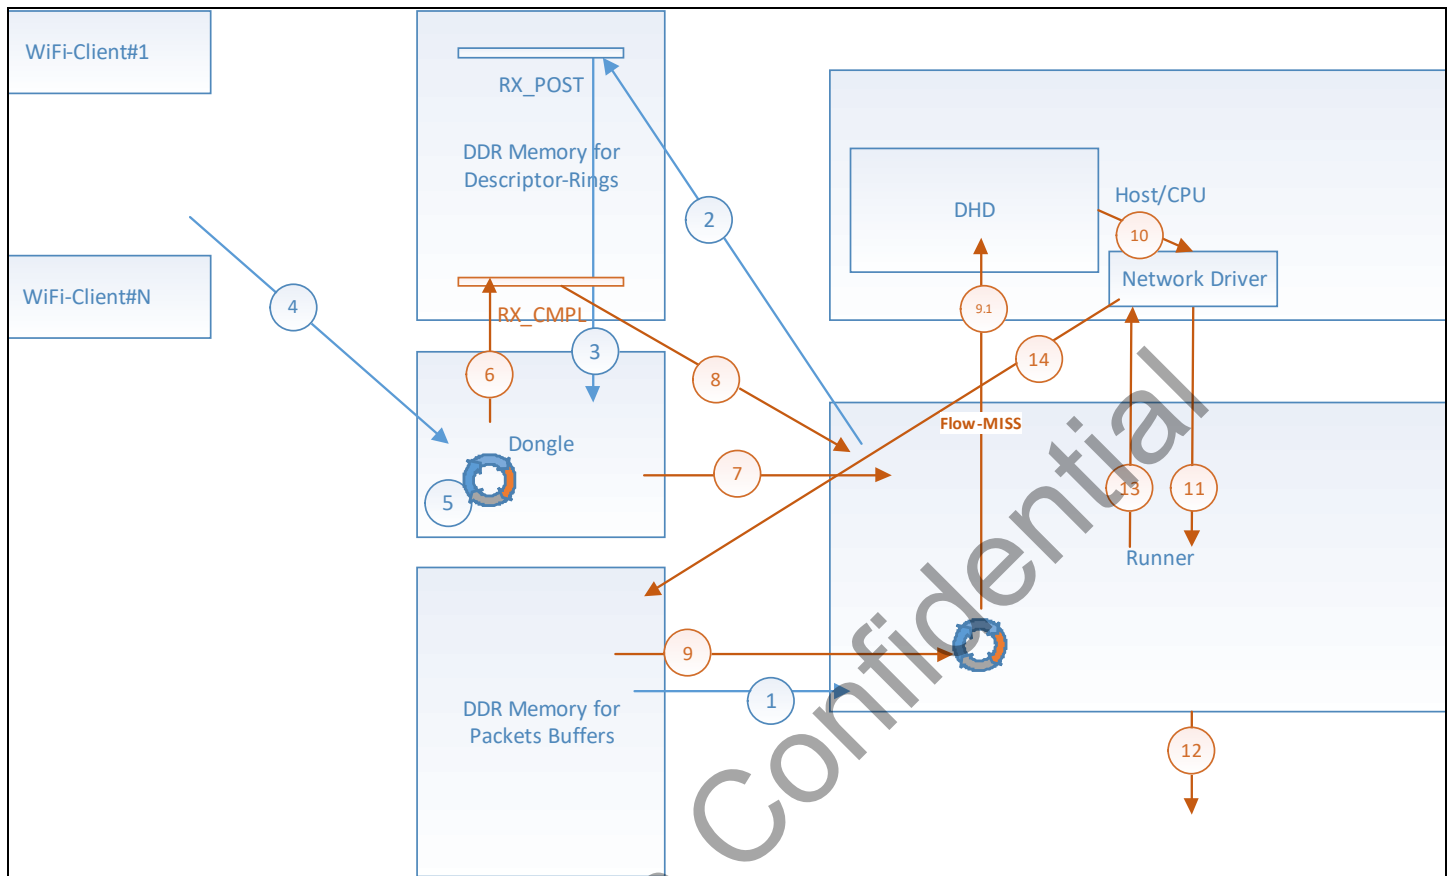 WiFi-Client#1
RX_POST
DDR Memory for
Descriptor-Rings
2
DHD
Host/CPU
10
Network Driver
WiFi-Client#N
4
RX_CMPL
9.1
3
14
6
8
Flow-MISS
Dongle
7
5
13
11
Runner
9
DDR Memory for
Packets Buffers
1
12
Confidential